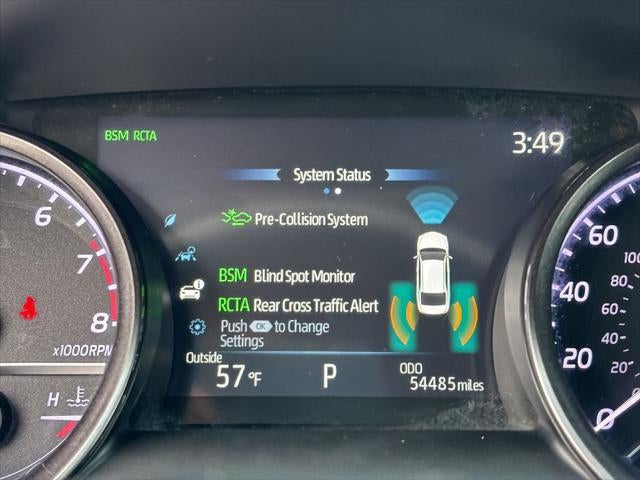 BSM RCTA
3:49
System Status
Pre-Collision System
BSM Blind Spot Monitor
RCTA Rear Cross Traffic Alert
Push OK to Change
Settings
Outside
57°F
P
ODO
54485 miles
6
7
8
x1000RPM
H
60
40
20
0
100
80
60
40
20